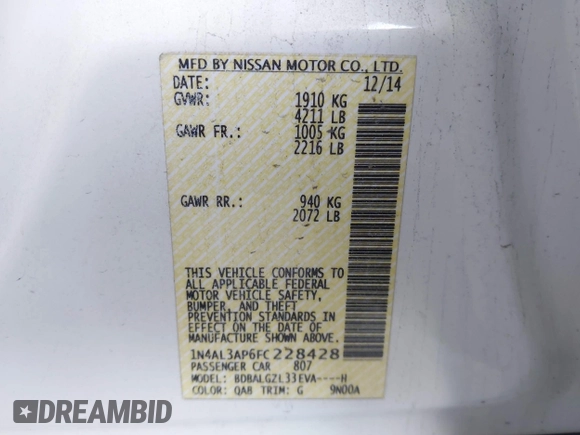 MFD BY NISSAN MOTOR CO., LTD.
DATE: 12/14
GVWR: 1910 KG
4211 LB
GAWR FR.: 1005 KG
2216 LB
GAWR RR.: 940 KG
2072 LB
THIS VEHICLE CONFORMS TO
ALL APPLICABLE FEDERAL
MOTOR VEHICLE SAFETY,
BUMPER, AND THEFT
PREVENTION STANDARDS IN
EFFECT ON THE DATE OF
MANUFACTURE SHOWN ABOVE.
1N4AL3AP6FC228428
PASSENGER CAR 807
MODEL: BDBALGZL33EVA----H
COLOR: QAB TRIM: G 9N00A
DREAMBID